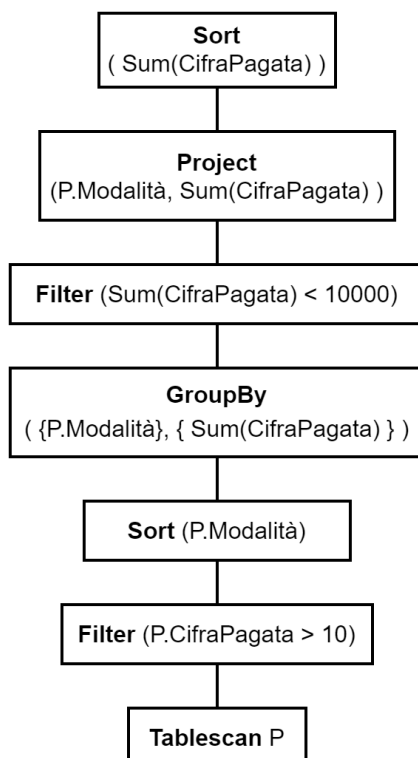 Sort
( Sum(CifraPagata) )
Project
(P.Modalità, Sum(CifraPagata) )
Filter (Sum(CifraPagata) < 10000)
GroupBy
( {P.Modalità}, { Sum(CifraPagata) } )
Sort (P.Modalità)
Filter (P.CifraPagata > 10)
Tablescan P